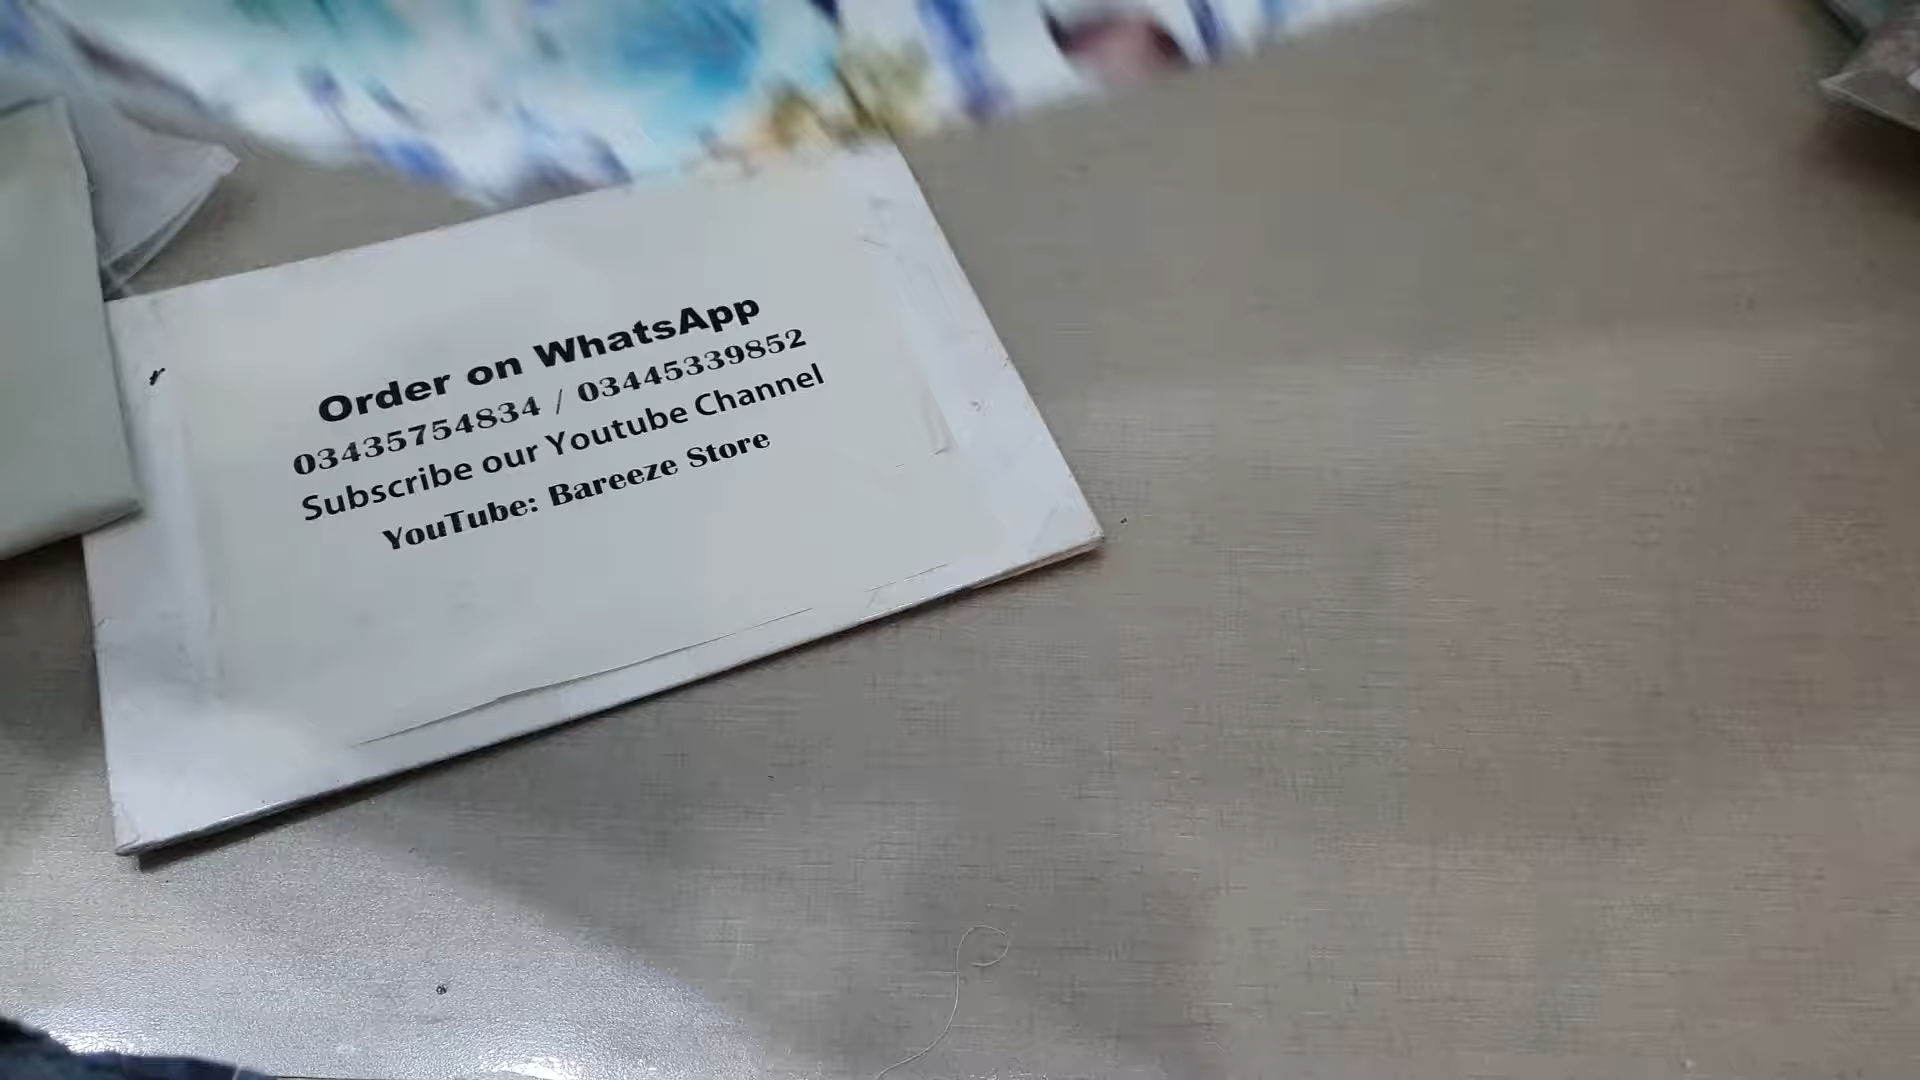 Order on WhatsApp
03435754834 / 03445339852
Subscribe our Youtube Channel
YouTube: Bareeze Store